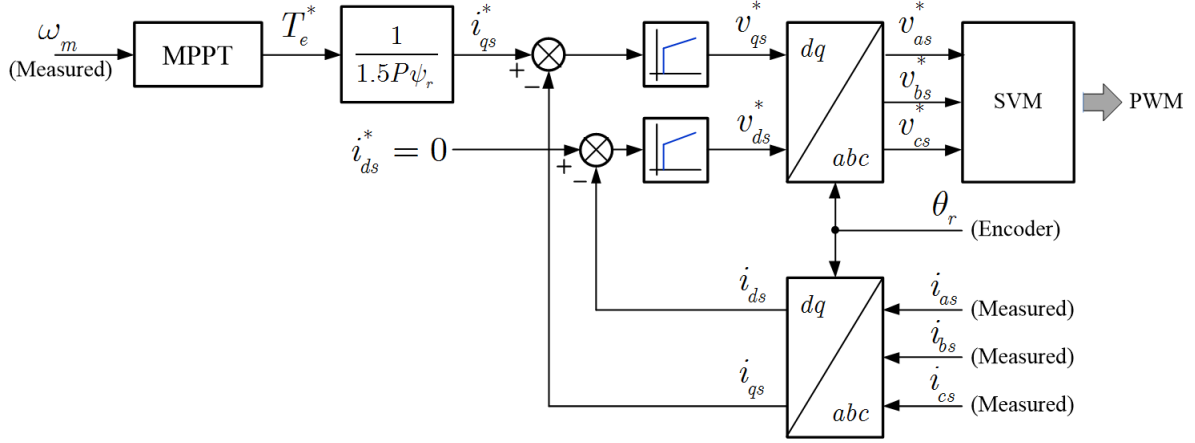 ω_m
(Measured)
MPPT
T_e^*
1
1.5Pψ_r
i_qs^*
+
−
v_qs^*
dq
abc
v_as^*
v_bs^*
v_cs^*
SVM
PWM
i_ds^* = 0
+
−
v_ds^*
θ_r
(Encoder)
i_ds
dq
abc
i_as
(Measured)
i_bs
(Measured)
i_qs
i_cs
(Measured)